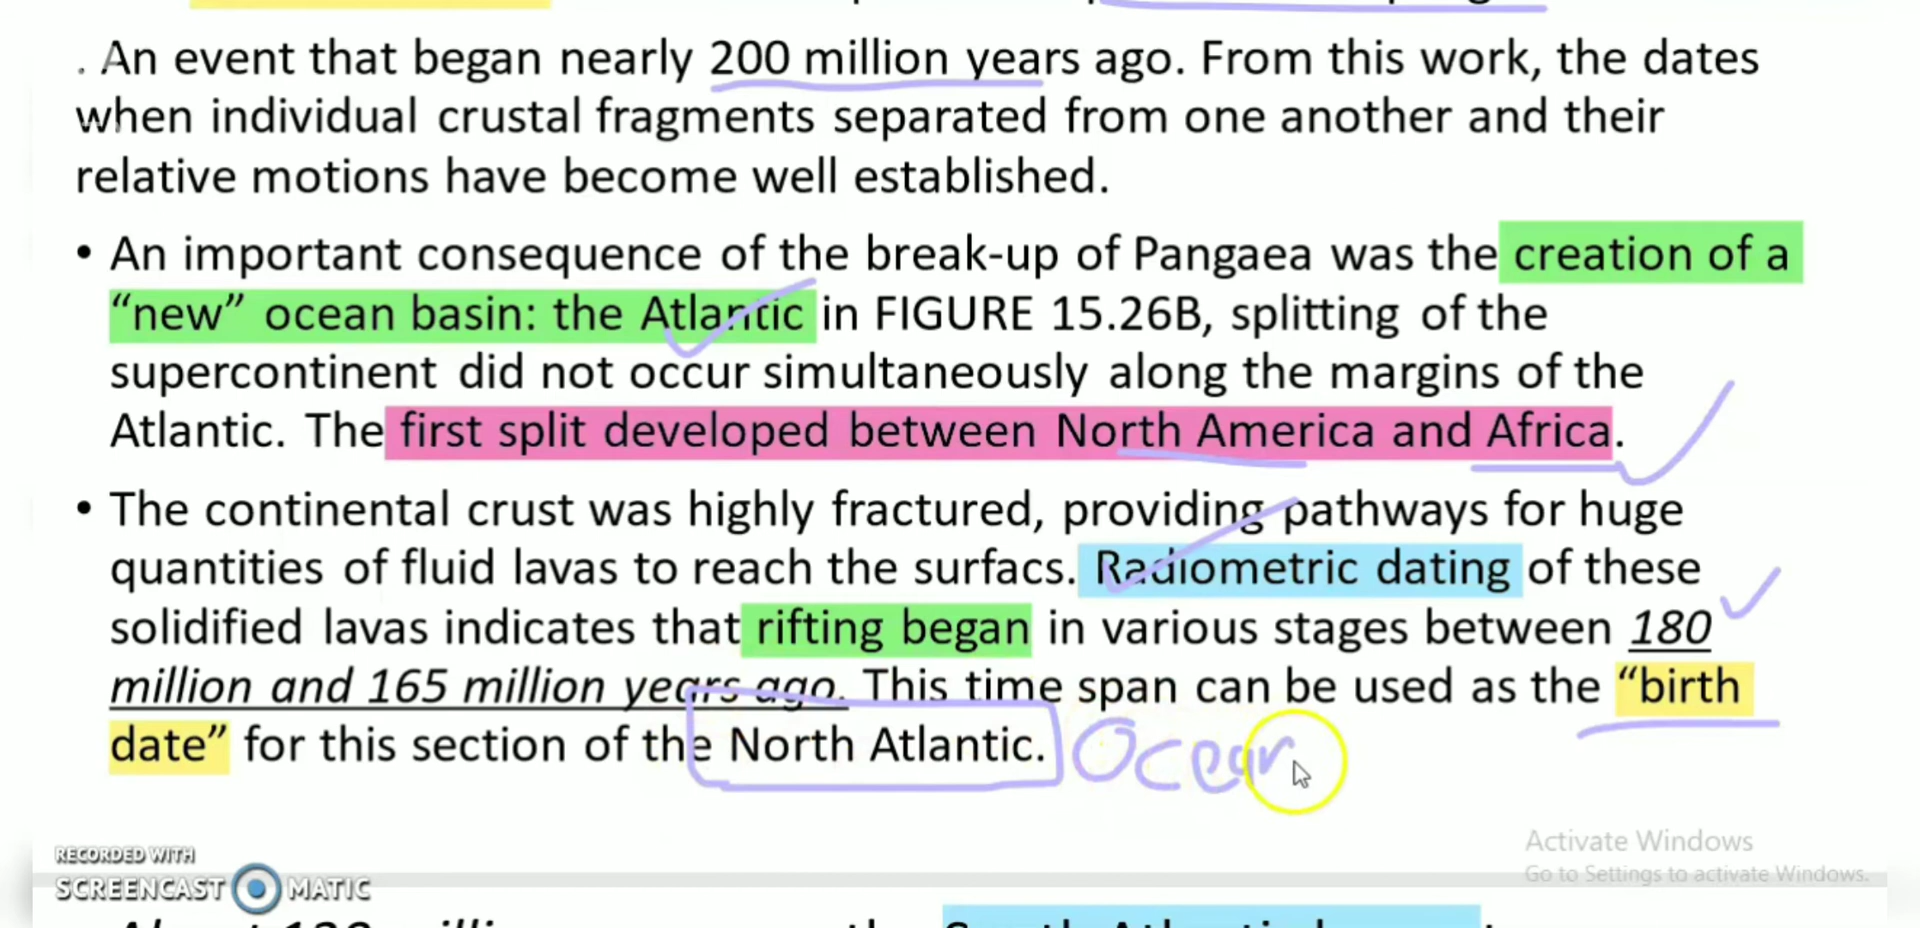 . An event that began nearly 200 million years ago. From this work, the dates
when individual crustal fragments separated from one another and their
relative motions have become well established.
• An important consequence of the break-up of Pangaea was the creation of a
“new” ocean basin: the Atlantic in FIGURE 15.26B, splitting of the
supercontinent did not occur simultaneously along the margins of the
Atlantic. The first split developed between North America and Africa.
• The continental crust was highly fractured, providing pathways for huge
quantities of fluid lavas to reach the surfacs. Radiometric dating of these
solidified lavas indicates that rifting began in various stages between 180
million and 165 million years ago. This time span can be used as the “birth
date” for this section of the North Atlantic. Ocean
Activate Windows
Go to Settings to activate Windows.
RECORDED WITH
SCREENCAST MATIC